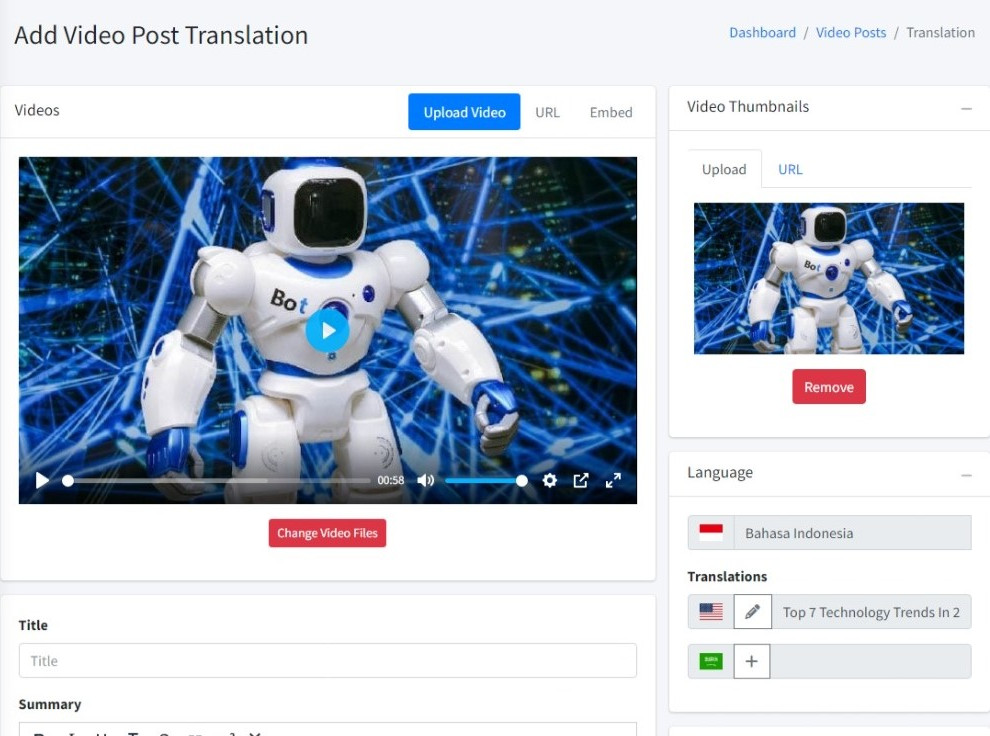 Add Video Post Translation
Dashboard / Video Posts / Translation
Videos
Upload Video
URL
Embed
Bot
00:58
Change Video Files
Title
Title
Summary
Video Thumbnails
Upload
URL
Bot
Remove
Language
Bahasa Indonesia
Translations
Top 7 Technology Trends In 2